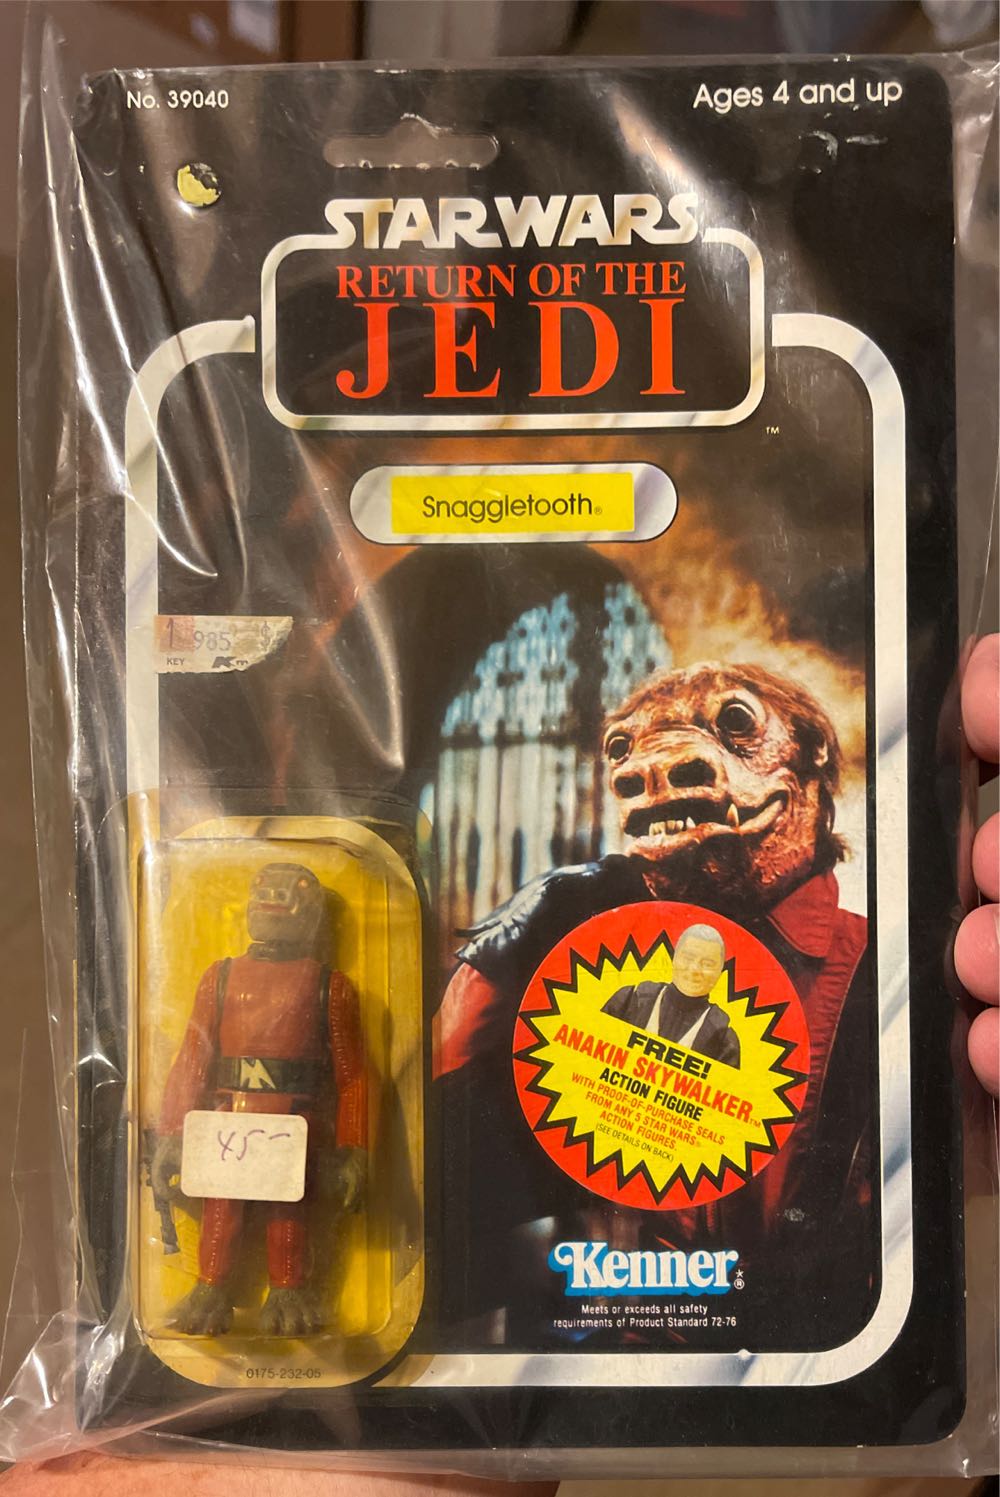 No. 39040
Ages 4 and up
STAR WARS
RETURN OF THE
JEDI
TM
Snaggletooth®
1 985 $
KEY
FREE!
ANAKIN SKYWALKER™
ACTION FIGURE
WITH PROOF-OF-PURCHASE SEALS
FROM ANY 5 STAR WARS®
ACTION FIGURES.
(SEE DETAILS ON BACK)
45-
Kenner®
Meets or exceeds all safety
requirements of Product Standard 72-76
0175-232-05